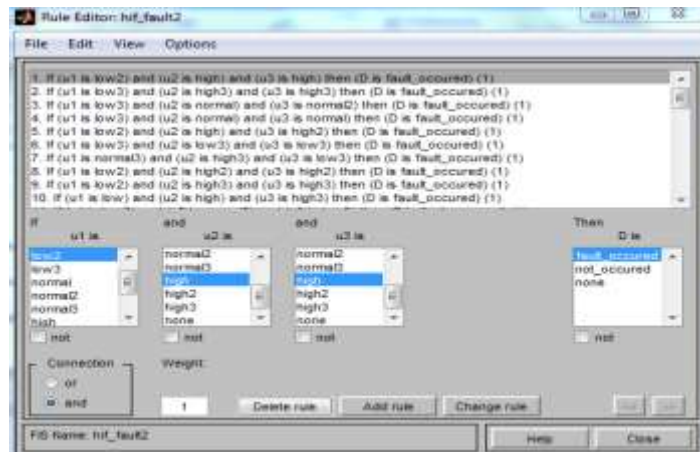 Rule Editor: hif_fault2
File Edit View Options
1. If (u1 is low2) and (u2 is high) and (u3 is high) then (D is fault_occured) (1)
2. If (u1 is low3) and (u2 is high3) and (u3 is high3) then (D is fault_occured) (1)
3. If (u1 is low3) and (u2 is normal) and (u3 is normal2) then (D is fault_occured) (1)
4. If (u1 is low2) and (u2 is normal) and (u3 is normal) then (D is fault_occured) (1)
5. If (u1 is low2) and (u2 is high) and (u3 is high2) then (D is fault_occured) (1)
6. If (u1 is low3) and (u2 is low3) and (u3 is low3) then (D is fault_occured) (1)
7. If (u1 is normal3) and (u2 is high3) and (u3 is low3) then (D is fault_occured) (1)
8. If (u1 is low2) and (u2 is high2) and (u3 is high2) then (D is fault_occured) (1)
9. If (u1 is low2) and (u2 is high3) and (u3 is high3) then (D is fault_occured) (1)
10. If (u1 is low) and (u2 is high) and (u3 is high3) then (D is fault_occured) (1)
If and and Then
u1 is u2 is u3 is D is
low2 normal2 normal2 fault_occured
low3 normal3 normal3 not_occured
normal high high none
normal2 high2 high2
normal3 high3 high3
high none none
not not not not
Connection Weight:
or
and 1 Delete rule Add rule Change rule << >>
FIS Name: hif_fault2 Help Close